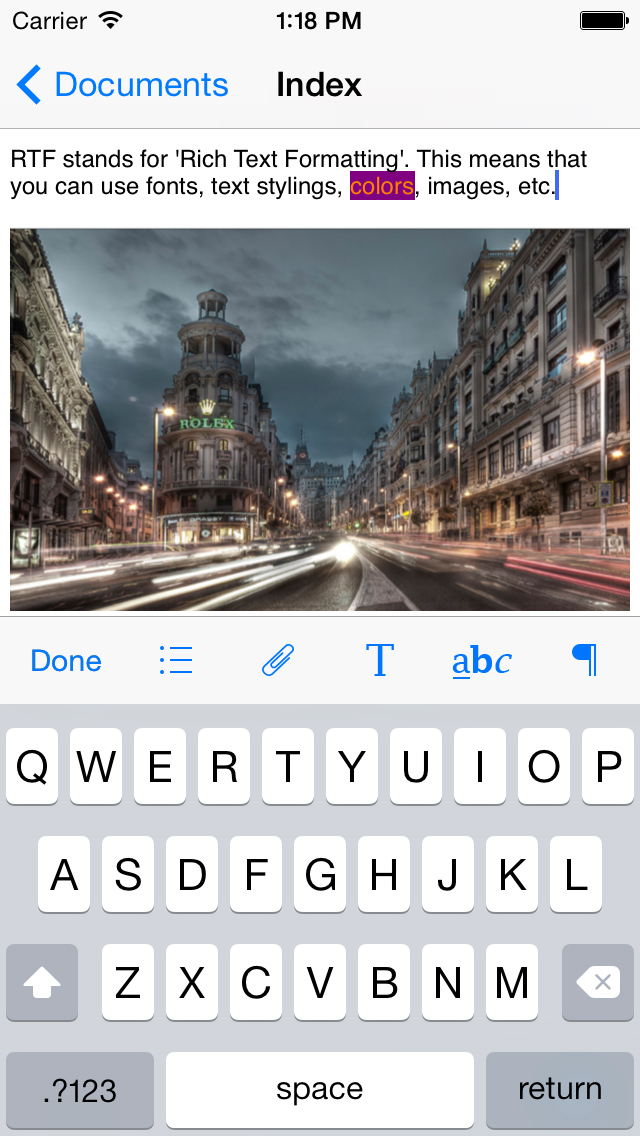 Carrier 1:18 PM
Documents Index
RTF stands for 'Rich Text Formatting'. This means that
you can use fonts, text stylings, colors, images, etc.
ROLEX
Done T abc ¶
Q W E R T Y U I O P
A S D F G H J K L
Z X C V B N M
.?123 space return